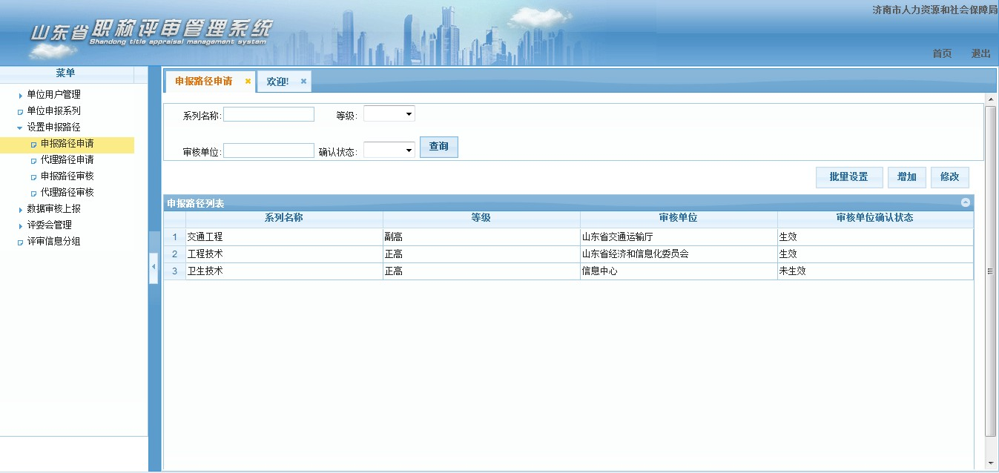 济南市人力资源和社会保障局
山东省职称评审管理系统
Shandong title appraisal management system
首页 退出
菜单
单位用户管理
单位申报系列
设置申报路径
申报路径申请
代理路径申请
申报路径审核
代理路径审核
数据审核上报
评委会管理
评审信息分组
申报路径申请 欢迎!
系列名称: 等级:
审核单位: 确认状态: 查询
批量设置 增加 修改
申报路径列表
系列名称 等级 审核单位 审核单位确认状态
1 交通工程 副高 山东省交通运输厅 生效
2 工程技术 正高 山东省经济和信息化委员会 生效
3 卫生技术 正高 信息中心 未生效